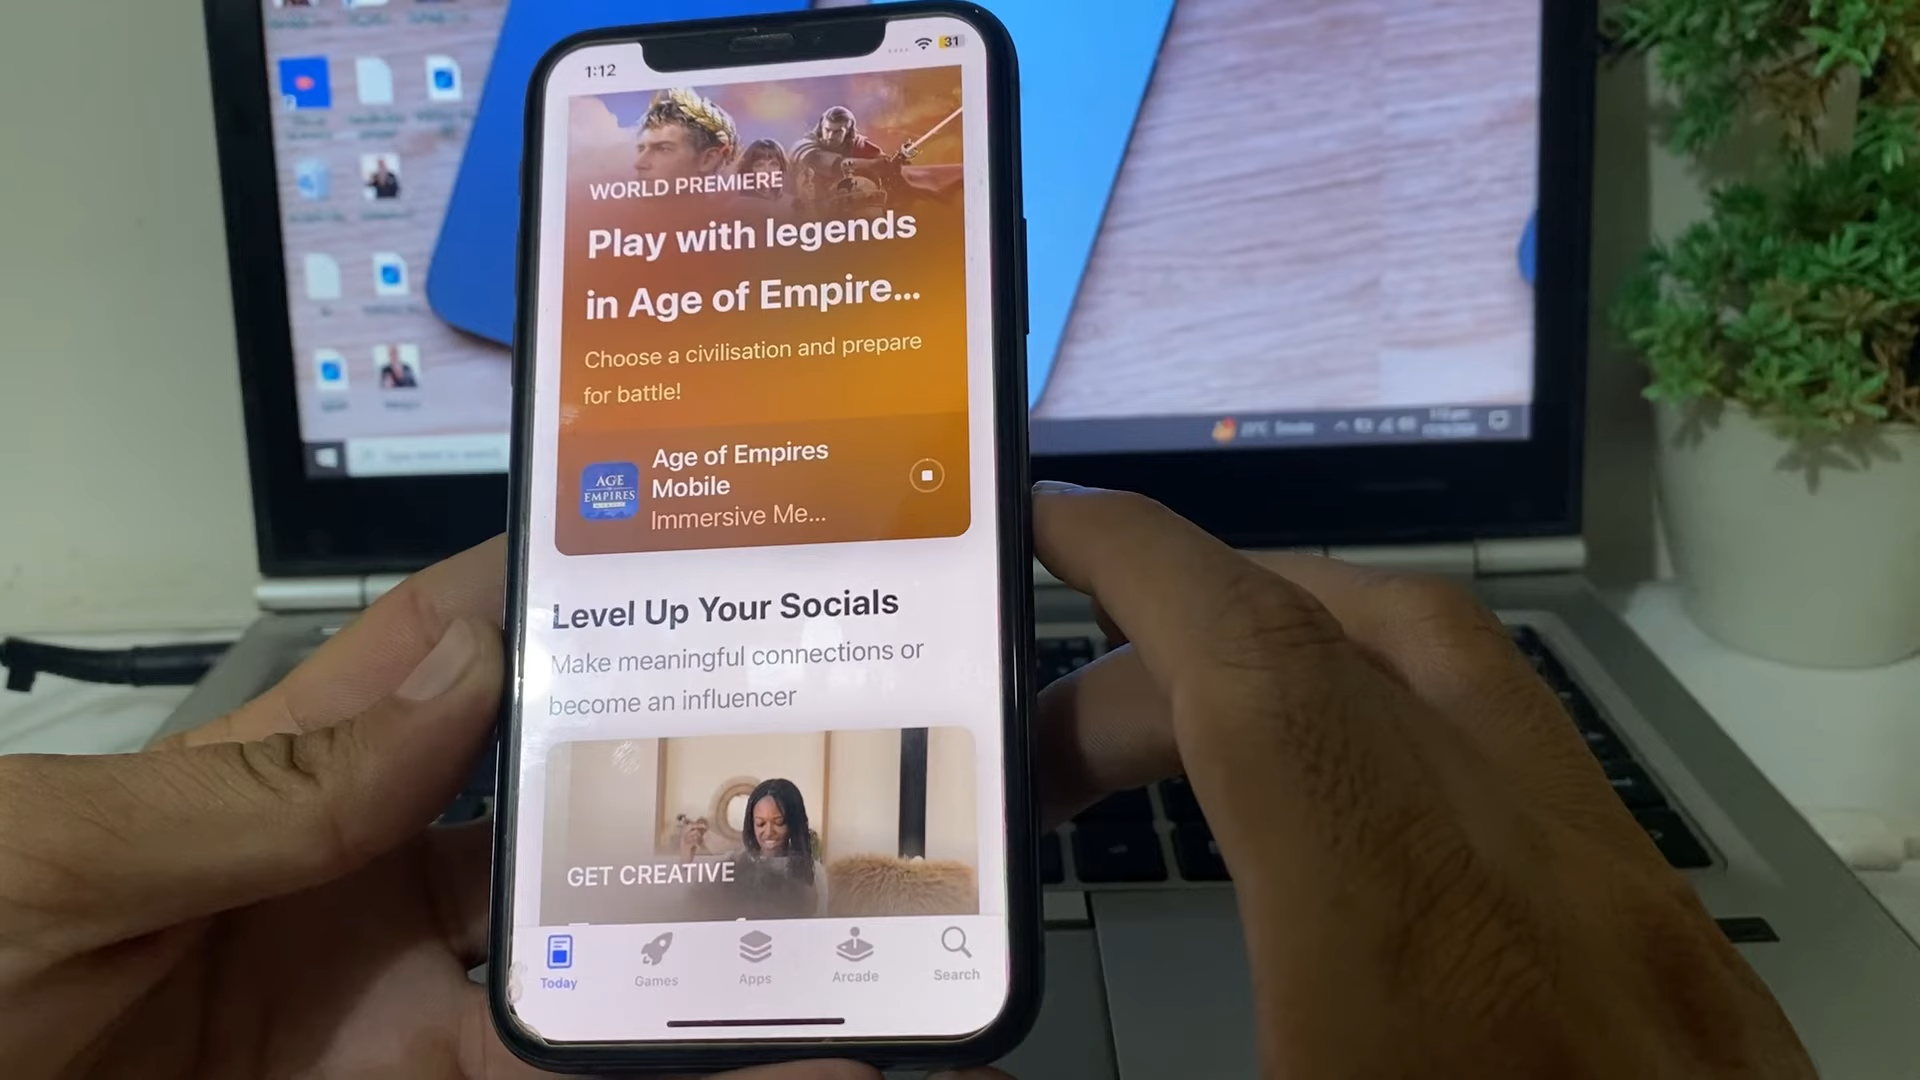 1:12
31
WORLD PREMIERE
Play with legends
in Age of Empire...
Choose a civilisation and prepare
for battle!
AGE
EMPIRES
Age of Empires
Mobile
Immersive Me...
Level Up Your Socials
Make meaningful connections or
become an influencer
GET CREATIVE
Today
Games
Apps
Arcade
Search